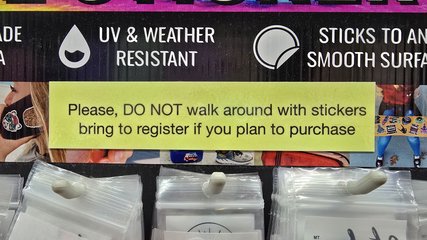 ADE
A
UV & WEATHER
RESISTANT
STICKS TO AN
SMOOTH SURFA
Please, DO NOT walk around with stickers
bring to register if you plan to purchase